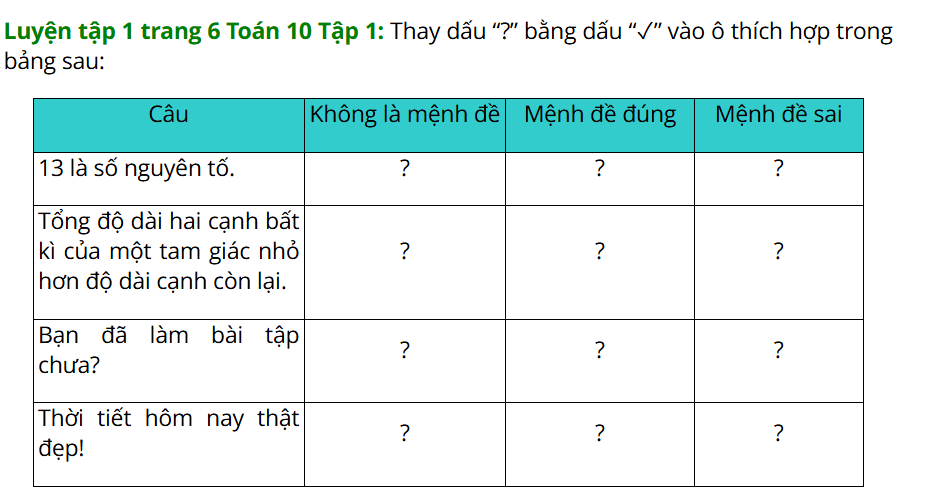 Luyện tập 1 trang 6 Toán 10 Tập 1: Thay dấu “?” bằng dấu “✓” vào ô thích hợp trong
bảng sau:
Câu Không là mệnh đề Mệnh đề đúng Mệnh đề sai
13 là số nguyên tố. ? ? ?
Tổng độ dài hai cạnh bất
kì của một tam giác nhỏ ? ? ?
hơn độ dài cạnh còn lại.
Bạn đã làm bài tập
chưa? ? ? ?
Thời tiết hôm nay thật
đẹp! ? ? ?